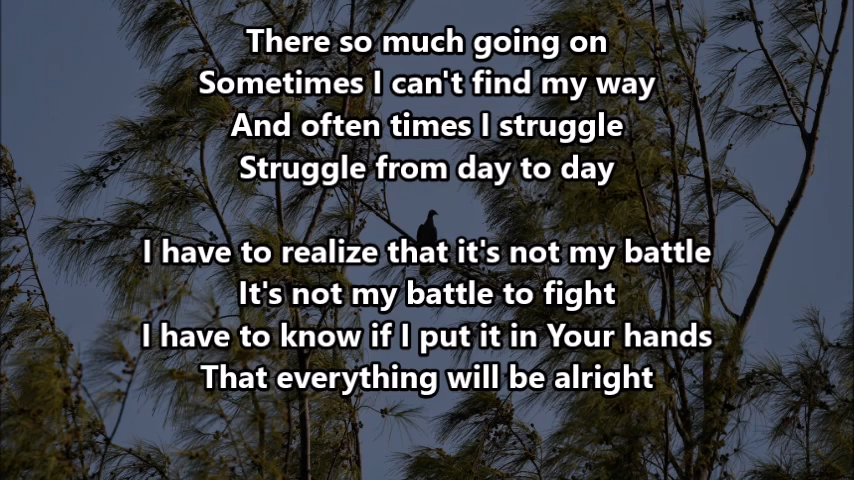 There so much going on
Sometimes I can't find my way
And often times I struggle
Struggle from day to day
I have to realize that it's not my battle
It's not my battle to fight
I have to know if I put it in Your hands
That everything will be alright